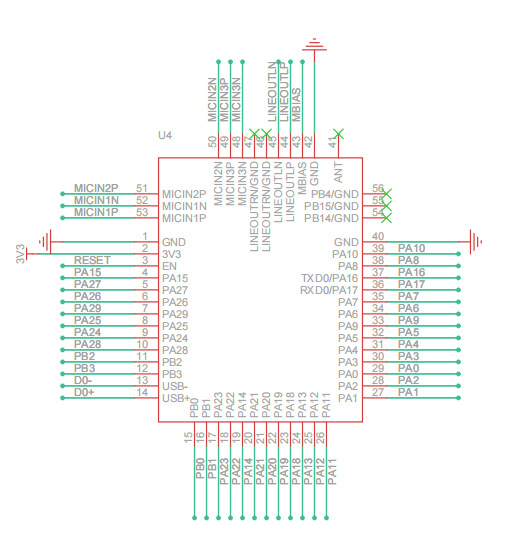 MICIN2N
MICIN3P
MICIN3N
LINEOUTLN
LINEOUTLP
MBIAS
U4
50
49
48
47
46
45
44
43
42
41
MICIN2N
MICIN3P
MICIN3N
LINEOUTRN/GND
LINEOUTRN/GND
LINEOUTLN
LINEOUTLP
MBIAS
GND
ANT
MICIN2P 51 MICIN2P
MICIN1N 52 MICIN1N
MICIN1P 53 MICIN1P
PB4/GND 56
PB15/GND 55
PB14/GND 54
1 GND
3V3 2 3V3
RESET 3 EN
PA15 4 PA15
PA27 5 PA27
PA26 6 PA26
PA29 7 PA29
PA25 8 PA25
PA24 9 PA24
PA28 10 PA28
PB2 11 PB2
PB3 12 PB3
D0- 13 USB-
D0+ 14 USB+
GND 40
PA10 39 PA10
PA8 38 PA8
TXD0/PA16 37 PA16
RXD0/PA17 36 PA17
PA7 35 PA7
PA6 34 PA6
PA9 33 PA9
PA5 32 PA5
PA4 31 PA4
PA3 30 PA3
PA0 29 PA0
PA2 28 PA2
PA1 27 PA1
PB0
PB1
PA23
PA22
PA14
PA21
PA20
PA19
PA18
PA13
PA12
PA11
15
16
17
18
19
20
21
22
23
24
25
26
PB0
PB1
PA23
PA22
PA14
PA21
PA20
PA19
PA18
PA13
PA12
PA11